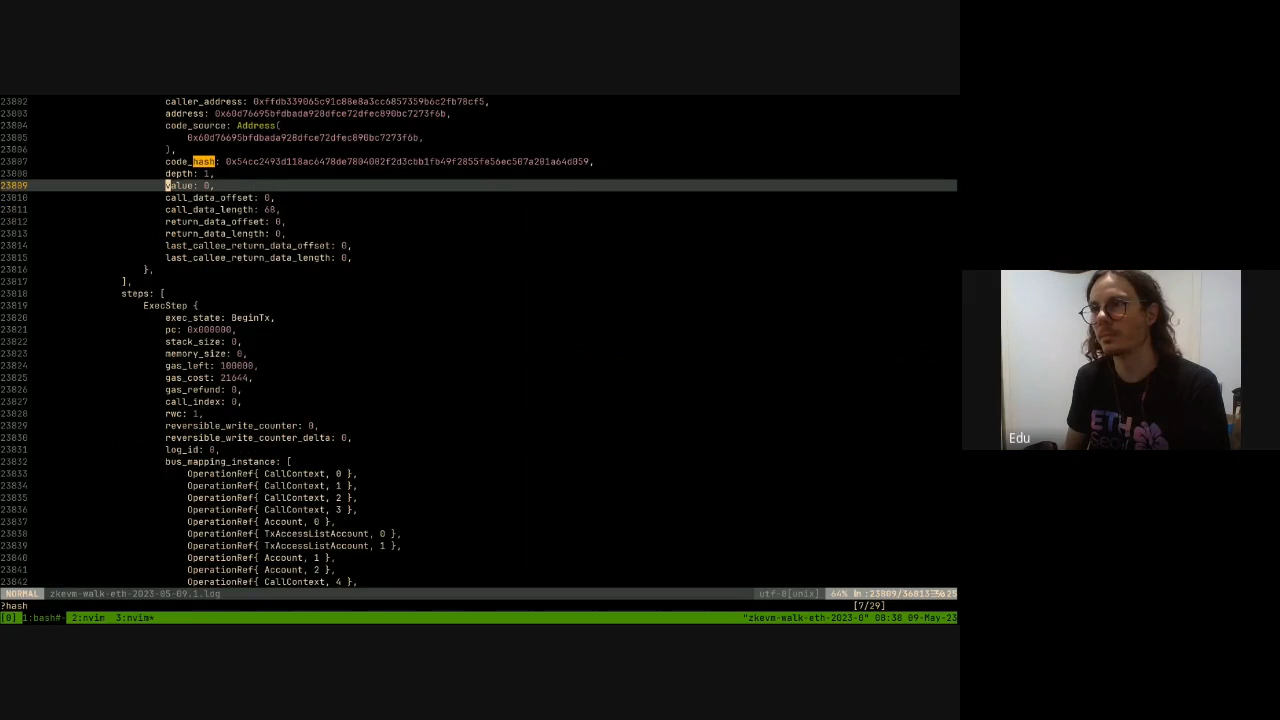 23802 caller_address: 0xffdb339065c91c88e8a3cc6857359b6c2fb78cf5,
23803 address: 0x60d76695bfdbada928dfce72dfec890bc7273f6b,
23804 code_source: Address(
23805 0x60d76695bfdbada928dfce72dfec890bc7273f6b,
23806 ),
23807 code_hash: 0x54cc2493d118ac6478de7804082f2d3cbb1fb49f2855fe56ec507a201a64d059,
23808 depth: 1,
23809 value: 0,
23810 call_data_offset: 0,
23811 call_data_length: 68,
23812 return_data_offset: 0,
23813 return_data_length: 0,
23814 last_callee_return_data_offset: 0,
23815 last_callee_return_data_length: 0,
23816 },
23817 ],
23818 steps: [
23819 ExecStep {
23820 exec_state: BeginTx,
23821 pc: 0x000000,
23822 stack_size: 0,
23823 memory_size: 0,
23824 gas_left: 100000,
23825 gas_cost: 21644,
23826 gas_refund: 0,
23827 call_index: 0,
23828 rwc: 1,
23829 reversible_write_counter: 0,
23830 reversible_write_counter_delta: 0,
23831 log_id: 0,
23832 bus_mapping_instance: [
23833 OperationRef{ CallContext, 0 },
23834 OperationRef{ CallContext, 1 },
23835 OperationRef{ CallContext, 2 },
23836 OperationRef{ CallContext, 3 },
23837 OperationRef{ Account, 0 },
23838 OperationRef{ TxAccessListAccount, 0 },
23839 OperationRef{ TxAccessListAccount, 1 },
23840 OperationRef{ Account, 1 },
23841 OperationRef{ Account, 2 },
23842 OperationRef{ CallContext, 4 },
NORMAL zkevm-walk-eth-2023-05-09.1.log utf-8[unix] 64% ln :23809/36813
?hash [7/29]
[0] 1:bash#- 2:nvim 3:nvim* "zkevm-walk-eth-2023-0" 08:38 09-May-23
ETH
Seoul
Edu